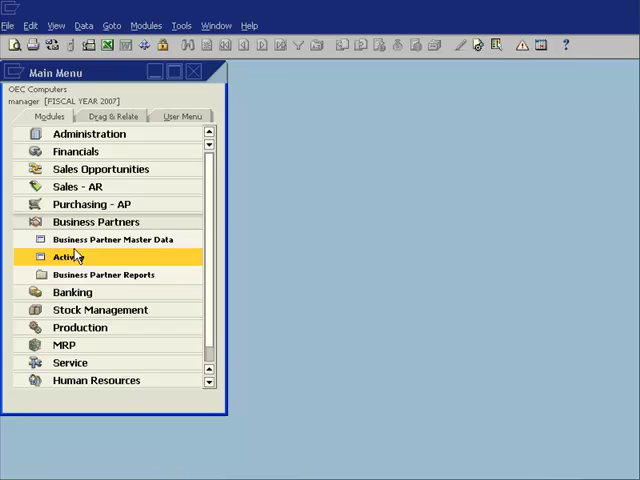 File Edit View Data Goto Modules Tools Window Help
Main Menu
OEC Computers
manager [FISCAL YEAR 2007]
Modules Drag & Relate User Menu
Administration
Financials
Sales Opportunities
Sales - AR
Purchasing - AP
Business Partners
Business Partner Master Data
Business Partner Reports
Banking
Stock Management
Production
MRP
Service
Human Resources